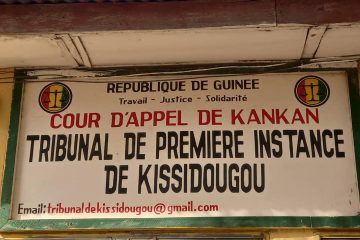 REPUBLIQUE DE GUINEE
Travail - Justice - Solidarité
COUR D'APPEL DE KANKAN
TRIBUNAL DE PREMIERE INSTANCE
DE KISSIDOUGOU
Email: tribunaldekissidougou@gmail.com